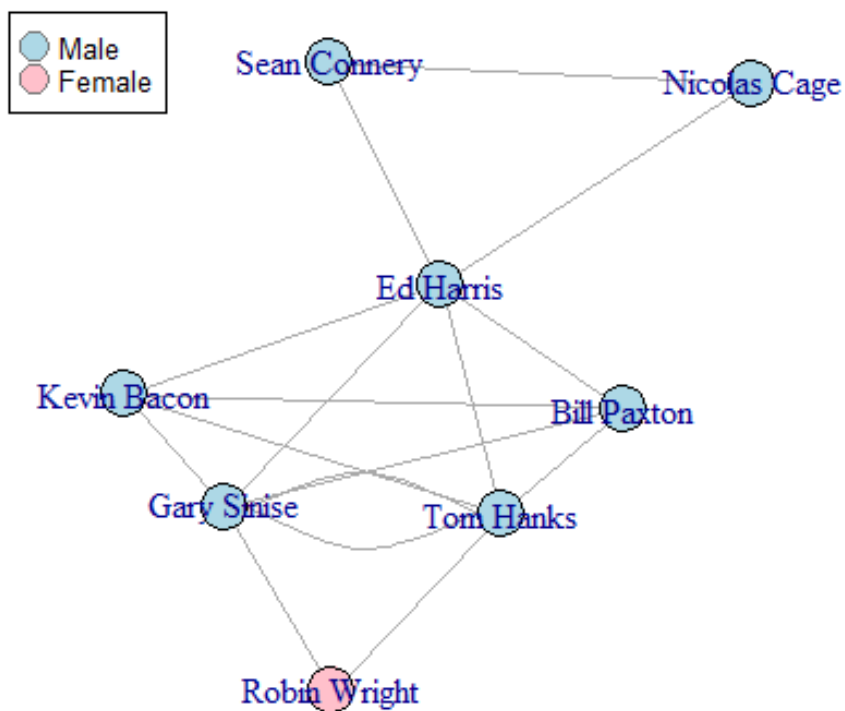 Male
Female
Sean Connery
Nicolas Cage
Ed Harris
Kevin Bacon
Bill Paxton
Gary Sinise
Tom Hanks
Robin Wright